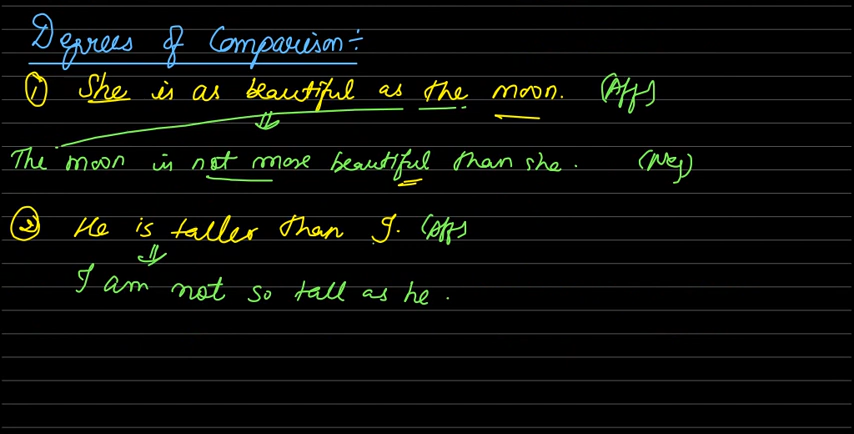 Degrees of Comparison:-
① She is as beautiful as the moon. (Aff)
The moon is not more beautiful than she. (Neg)
② He is taller than I. (Aff)
I am not so tall as he.